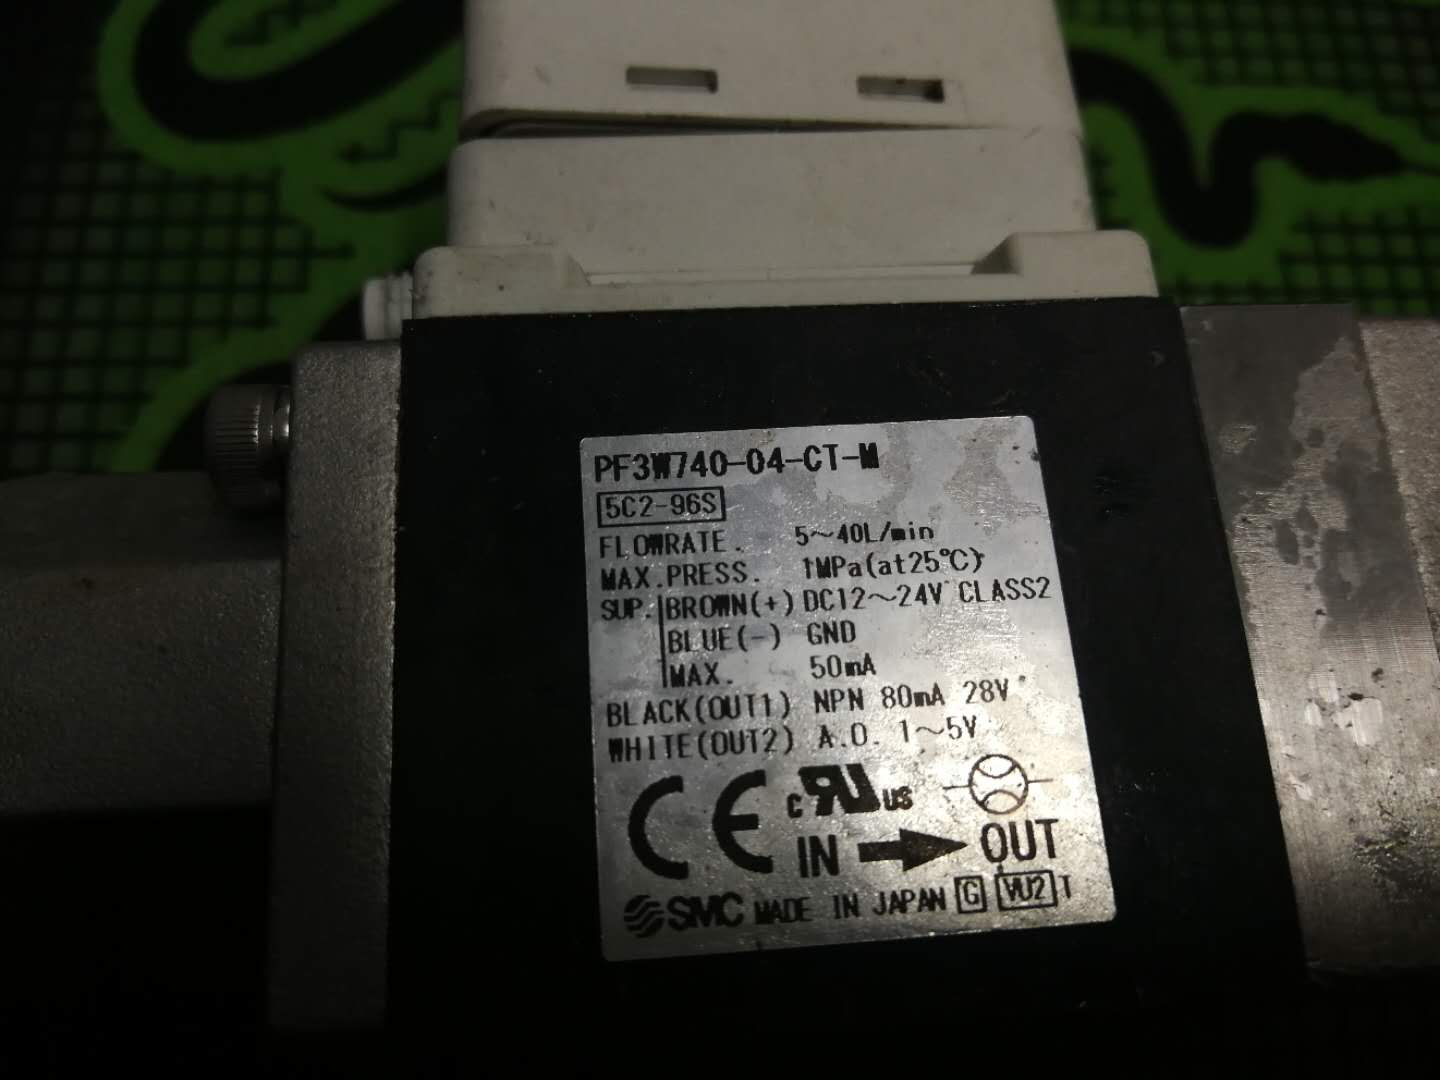 PF3W740-04-CT-M
5C2-96S
FLOWRATE. 5~40L/min
MAX.PRESS. 1MPa(at25℃)
SUP. BROWN(+) DC12~24V CLASS2
BLUE(-) GND
MAX. 50mA
BLACK(OUT1) NPN 80mA 28V
WHITE(OUT2) A.O. 1~5V
CE c RU US
IN OUT
SMC MADE IN JAPAN G VU2 T